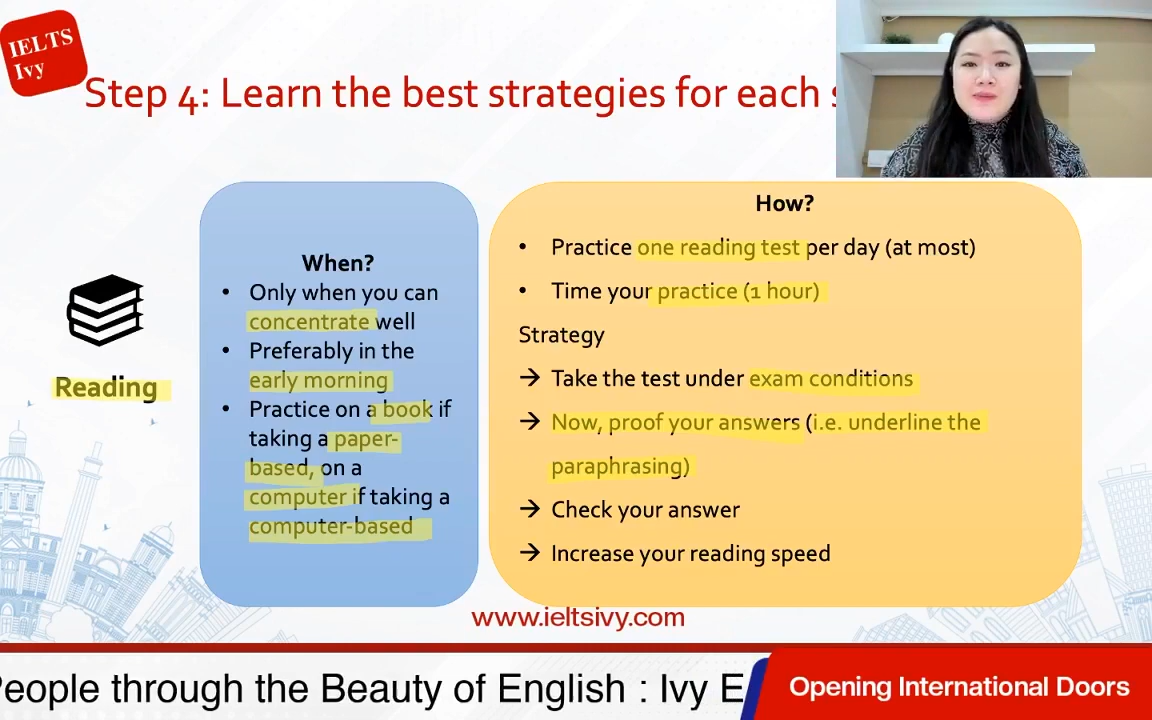 IELTS
Ivy
Step 4: Learn the best strategies for each
When?
• Only when you can
concentrate well
• Preferably in the
early morning
• Practice on a book if
taking a paper-
based, on a
computer if taking a
computer-based
Reading
How?
• Practice one reading test per day (at most)
• Time your practice (1 hour)
Strategy
→ Take the test under exam conditions
→ Now, proof your answers (i.e. underline the
paraphrasing)
→ Check your answer
→ Increase your reading speed
www.ieltsivy.com
People through the Beauty of English : Ivy E
Opening International Doors